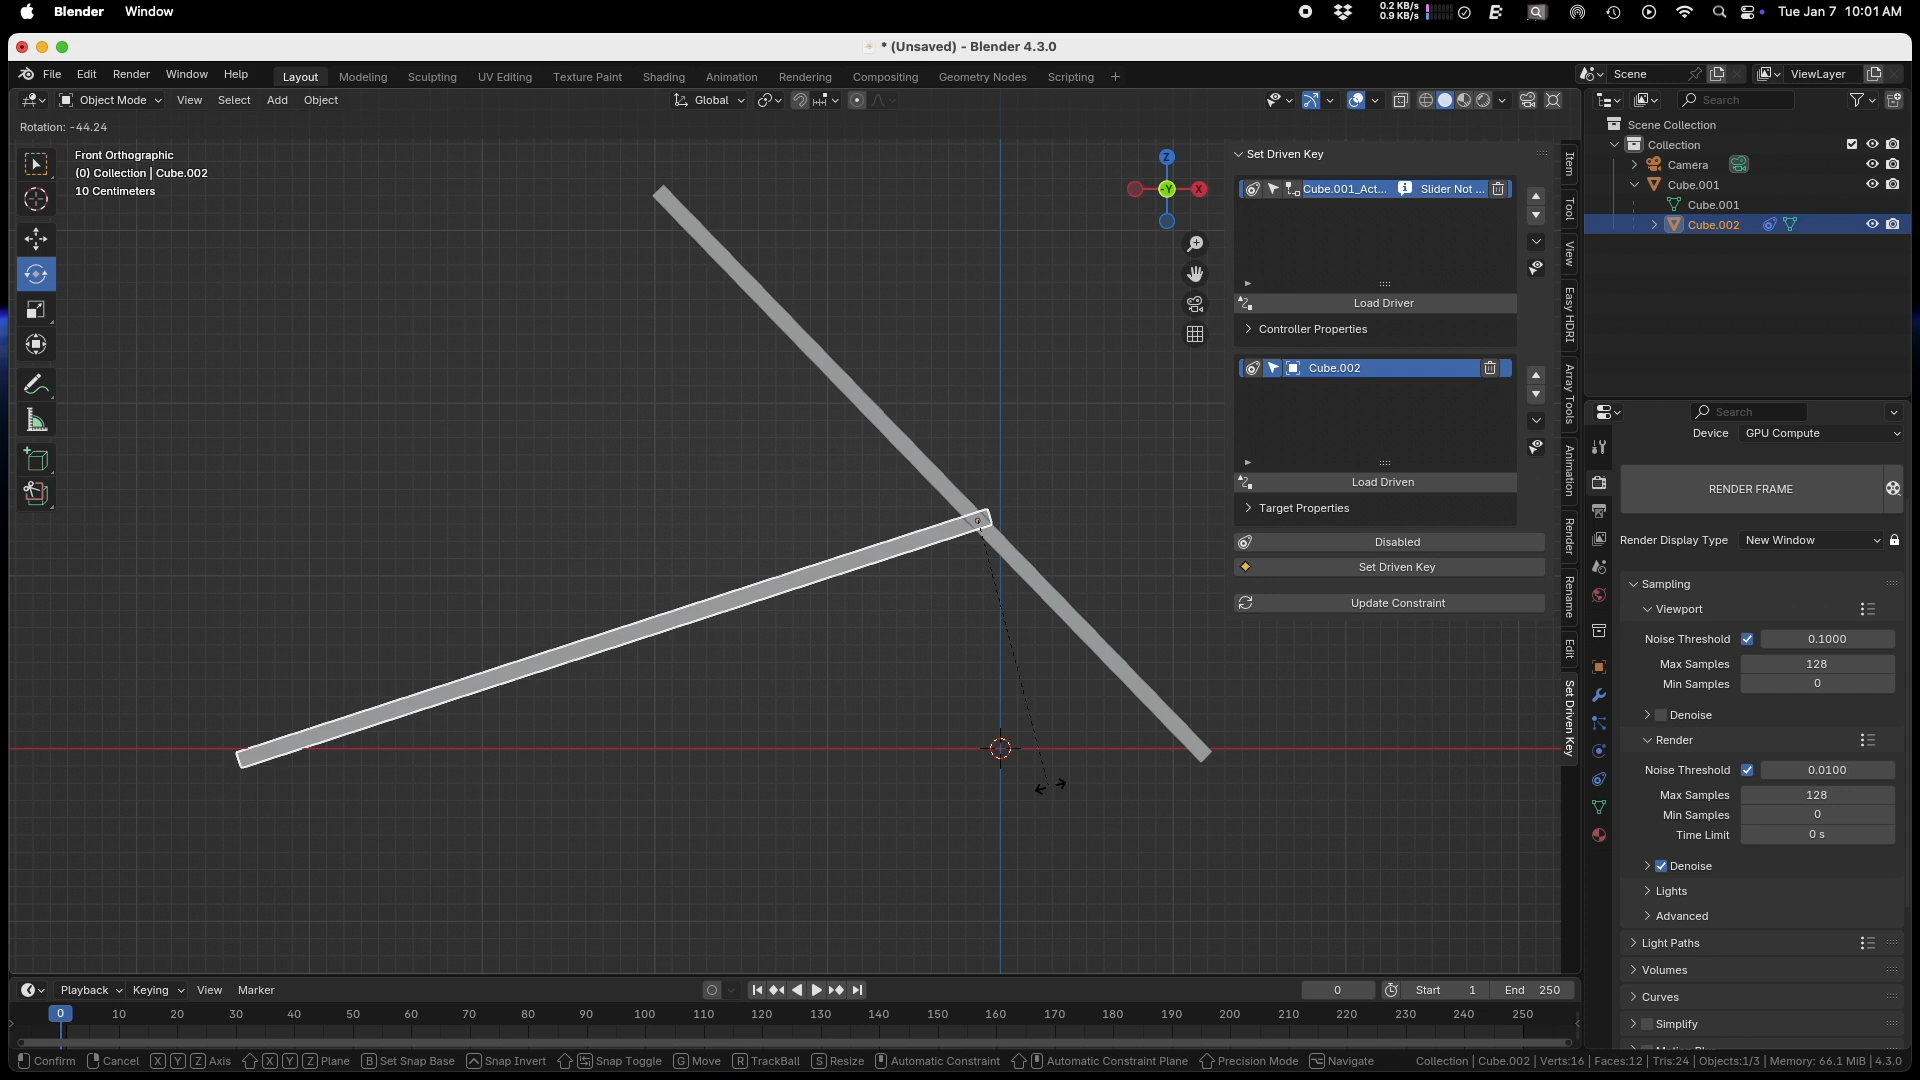 Blender Window 0.2 KB/s 0.9 KB/s Tue Jan 7 10:01 AM
* (Unsaved) - Blender 4.3.0
File Edit Render Window Help Layout Modeling Sculpting UV Editing Texture Paint Shading Animation Rendering Compositing Geometry Nodes Scripting + Scene ViewLayer
Object Mode View Select Add Object Global Search
Rotation: -44.24
Front Orthographic
(0) Collection | Cube.002
10 Centimeters
Z
-Y
X
Set Driven Key
Cube.001_Act... Slider Not ...
Load Driver
Controller Properties
Cube.002
Load Driven
Target Properties
Disabled
Set Driven Key
Update Constraint
Item
Tool
View
Easy HDRI
Array Tools
Animation
Render
Rename
Edit
Set Driven Key
Scene Collection
Collection
Camera
Cube.001
Cube.001
Cube.002
Search
Device GPU Compute
RENDER FRAME
Render Display Type New Window
Sampling
Viewport
Noise Threshold 0.1000
Max Samples 128
Min Samples 0
Denoise
Render
Noise Threshold 0.0100
Max Samples 128
Min Samples 0
Time Limit 0 s
Denoise
Lights
Advanced
Light Paths
Volumes
Curves
Simplify
Playback Keying View Marker 0 Start 1 End 250
0 10 20 30 40 50 60 70 80 90 100 110 120 130 140 150 160 170 180 190 200 210 220 230 240 250
Confirm Cancel X Y Z Axis X Y Z Plane B Set Snap Base Snap Invert Snap Toggle G Move R TrackBall S Resize Automatic Constraint Automatic Constraint Plane Precision Mode Navigate Collection | Cube.002 | Verts:16 | Faces:12 | Tris:24 | Objects:1/3 | Memory: 66.1 MiB | 4.3.0